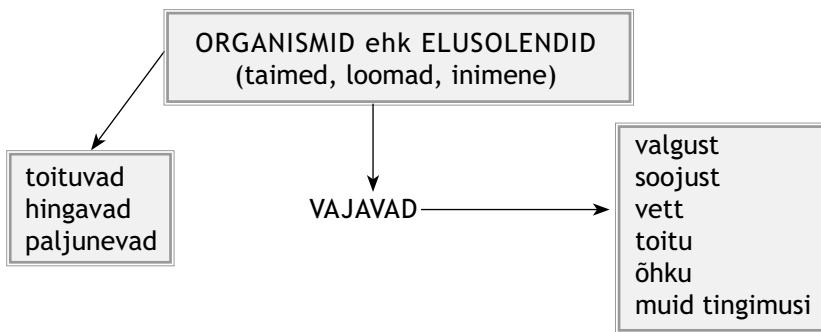 ORGANISMID ehk ELUSOLENDID
(taimed, loomad, inimene)
toituvad
hingavad
paljunevad
VAJAVAD
valgust
soojust
vett
toitu
õhku
muid tingimusi